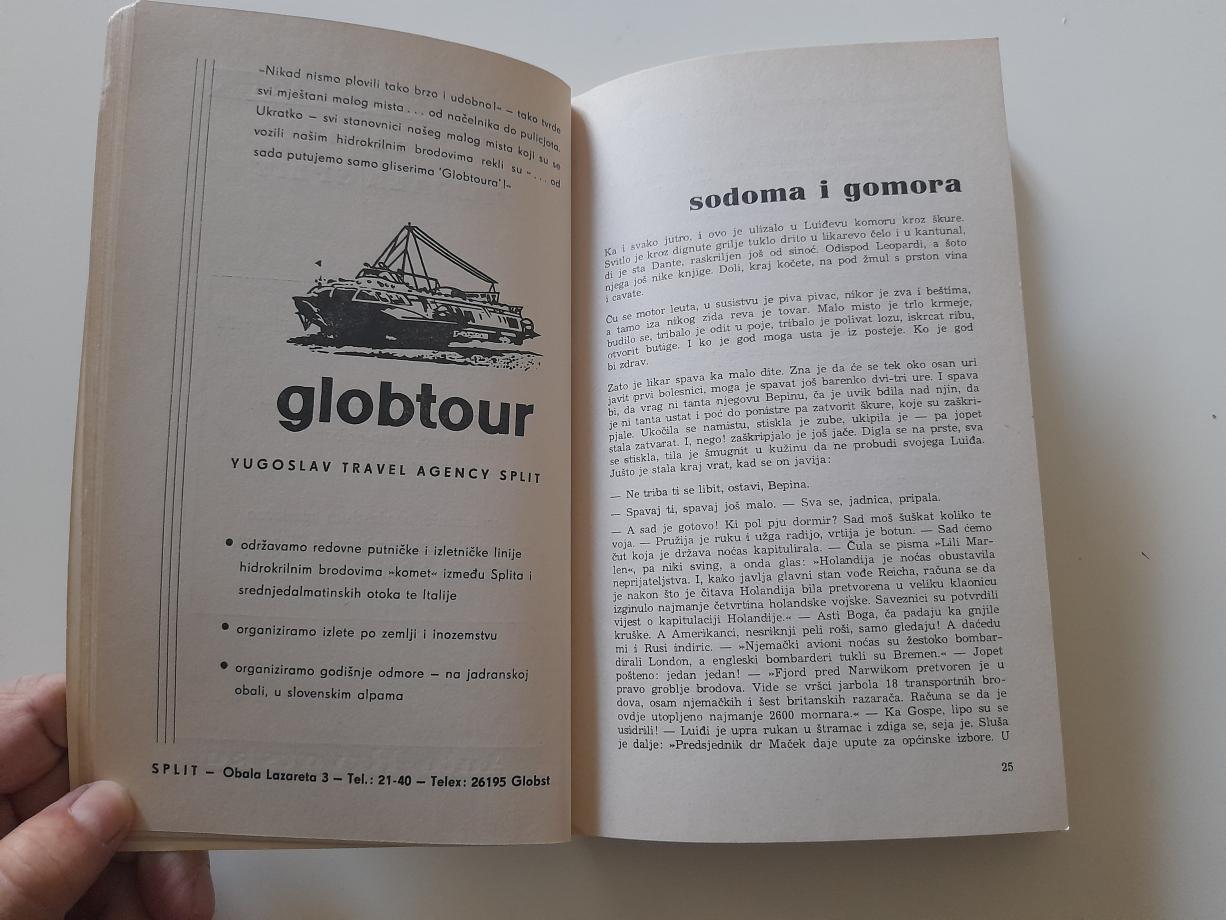 –Nikad nismo plovili tako brzo i udobno!– – tako tvrde
svi mještani malog mista . . . od načelnika do pulicjota.
Ukratko – svi stanovnici našeg malog mista koji su se
vozili našim hidrokrilnim brodovima rekli su – . . . od
sada putujemo samo gliserima 'Globtoura'!–
globtour
YUGOSLAV TRAVEL AGENCY SPLIT
● održavamo redovne putničke i izletničke linije
hidrokrilnim brodovima »komet« između Splita i
srednjedalmatinskih otoka te Italije
● organiziramo izlete po zemlji i inozemstvu
● organiziramo godišnje odmore – na jadranskoj
obali, u slovenskim alpama
SPLIT – Obala Lazareta 3 – Tel.: 21-40 – Telex: 26195 Globst
sodoma i gomora
Ka i svako jutro, i ovo je ulizalo u Luiđevu komoru kroz škure.
Svitlo je kroz dignute grilje tuklo drito u likarevo čelo i u kantunal,
di je sta Dante, raskriljen još od sinoć. Odispod Leopardi, a šoto
njega još nike knjige. Doli, kraj kočete, na pod žmul s prston vina
i cavate.
Ču se motor leuta, u susistvu je piva pivac, nikor je zva i beštima,
a tamo iza nikog zida reva je tovar. Malo misto je trlo krmeje,
budilo se, tribalo je odit u poje, tribalo je polivat lozu, iskrcat ribu,
otvorit butige. I ko je god moga usta je iz posteje. Ko je god
bi zdrav.
Zato je likar spava ka malo dite. Zna je da će se tek oko osan uri
javit prvi bolesnici, moga je spavat još barenko dvi-tri ure. I spava
bi, da vrag ni tanta njegovu Bepinu, ča je uvik bdila nad njin, da
je ni tanta ustat i poć do ponistre pa zatvorit škure, koje su zaškri-
pjale. Ukočila se namistu, stiskla je zube, ukipila je — pa jopet
stala zatvarat. I, nego! zaškripjalo je još jače. Digla se na prste, sva
se stiskla, tila je šmugnit u kužinu da ne probudi svojega Luiđa.
Jušto je stala kraj vrat, kad se on javija:
— Ne triba ti se libit, ostavi, Bepina.
— Spavaj ti, spavaj još malo. — Sva se, jadnica, pripala.
— A sad je gotovo! Ki pol pju dormir? Sad moš šuškat koliko te
voja. — Pružija je ruku i užga radijo, vrtija je botun. — Sad ćemo
čut koja je država noćas kapitulirala. — Čula se pisma »Lili Mar-
len«, pa niki sving, a onda glas: »Holandija je noćas obustavila
neprijateljstva. I, kako javlja glavni stan vođe Reicha, računa se da
je nakon što je čitava Holandija bila pretvorena u veliku klaonicu
izginulo najmanje četvrtina holandske vojske. Saveznici su potvrdili
vijest o kapitulaciji Holandije.« — Asti Boga, ča padaju ka gnjile
kruške. A Amerikanci, nesriknji peli roši, samo gledaju! A daćedu
mi i Rusi indiric. — »Njemački avioni noćas su žestoko bombar-
dirali London, a engleski bombarderi tukli su Bremen.« — Jopet
pošteno: jedan jedan! — »Fjord pred Narwikom pretvoren je u
pravo groblje brodova. Vide se vršci jarbola 18 transportnih bro-
dova, osam njemačkih i šest britanskih razarača. Računa se da je
ovdje utopljeno najmanje 2600 mornara.« — Ka Gospe, lipo su se
usidrili! — Luiđi je upra rukan u štramac i zdiga se, seja je. Sluša
je dalje: »Predsjednik dr Maček daje upute za općinske izbore. U
25